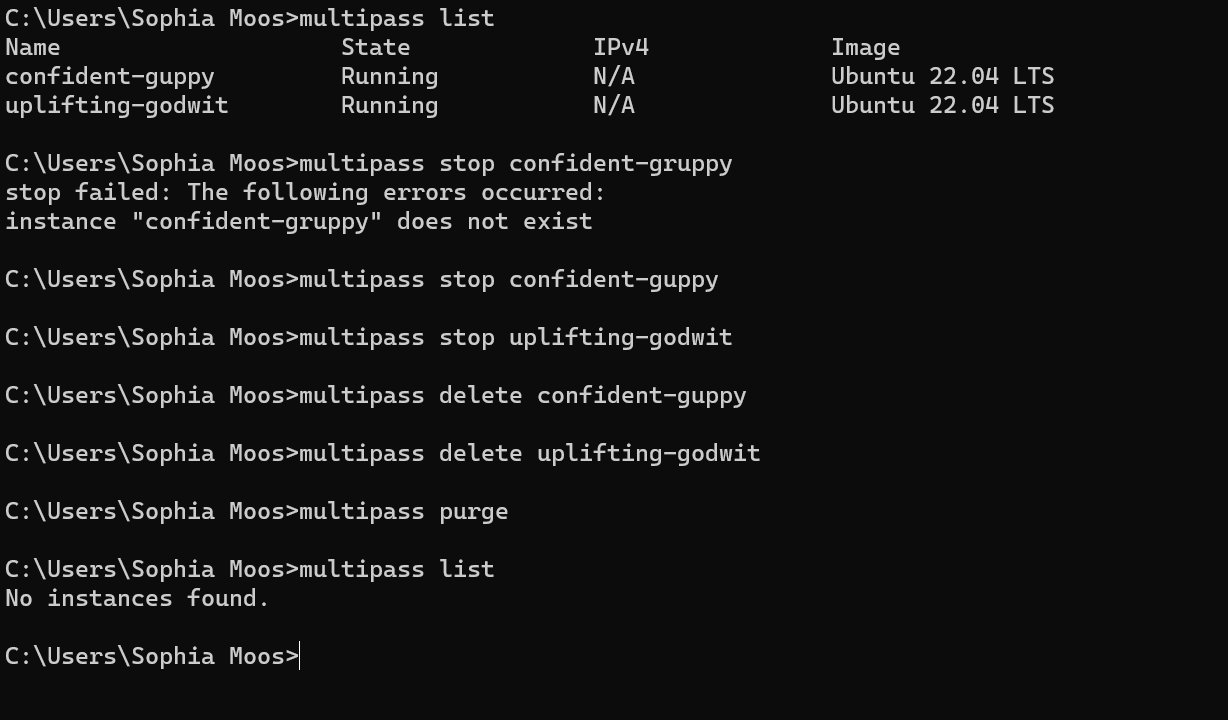 C:\Users\Sophia Moos>multipass list
Name                    State             IPv4             Image
confident-guppy         Running           N/A              Ubuntu 22.04 LTS
uplifting-godwit        Running           N/A              Ubuntu 22.04 LTS
C:\Users\Sophia Moos>multipass stop confident-gruppy
stop failed: The following errors occurred:
instance "confident-gruppy" does not exist
C:\Users\Sophia Moos>multipass stop confident-guppy
C:\Users\Sophia Moos>multipass stop uplifting-godwit
C:\Users\Sophia Moos>multipass delete confident-guppy
C:\Users\Sophia Moos>multipass delete uplifting-godwit
C:\Users\Sophia Moos>multipass purge
C:\Users\Sophia Moos>multipass list
No instances found.
C:\Users\Sophia Moos>